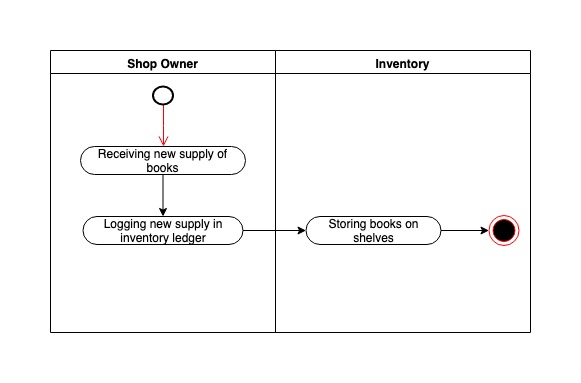 Shop Owner
Inventory
Receiving new supply of
books
Logging new supply in
inventory ledger
Storing books on
shelves